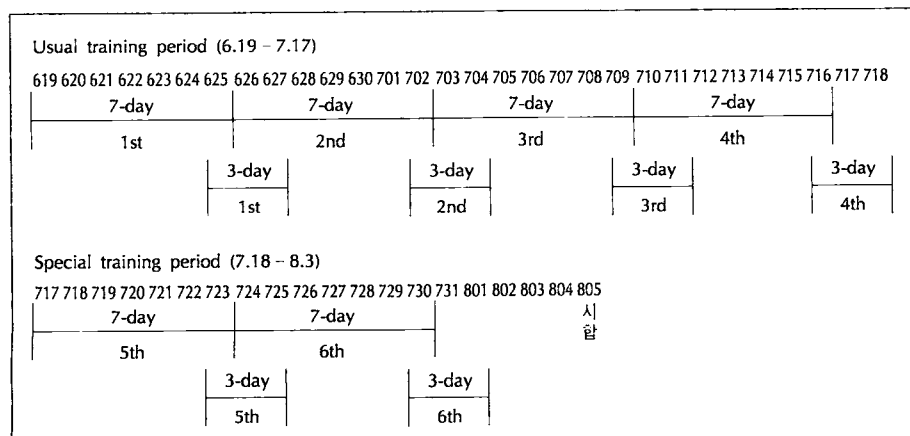 Usual training period (6.19 – 7.17)
619 620 621 622 623 624 625 626 627 628 629 630 701 702 703 704 705 706 707 708 709 710 711 712 713 714 715 716 717 718
7-day 7-day 7-day 7-day
1st 2nd 3rd 4th
3-day 3-day 3-day 3-day
1st 2nd 3rd 4th
Special training period (7.18 – 8.3)
717 718 719 720 721 722 723 724 725 726 727 728 729 730 731 801 802 803 804 805
시
합
7-day 7-day
5th 6th
3-day 3-day
5th 6th